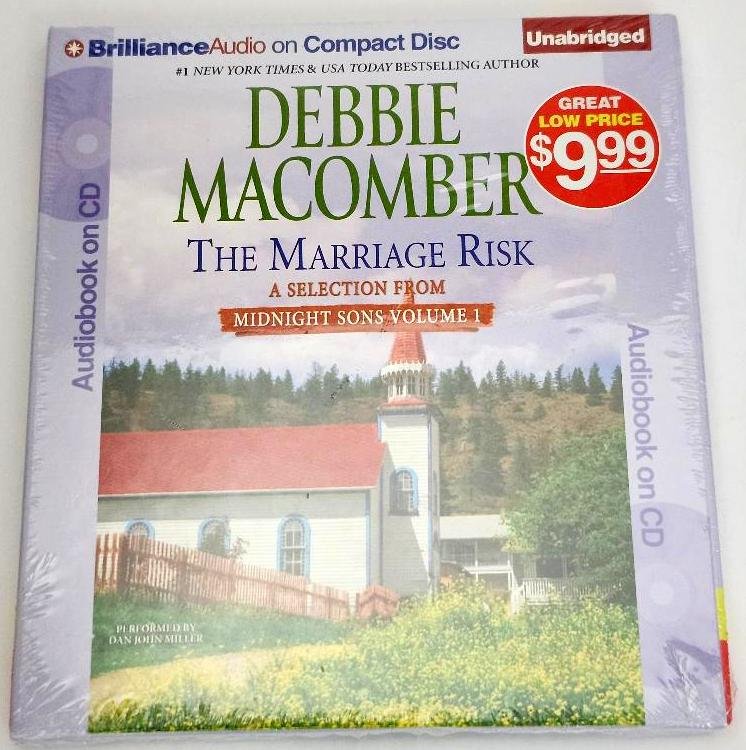 BrillianceAudio on Compact Disc
Unabridged
#1 NEW YORK TIMES & USA TODAY BESTSELLING AUTHOR
DEBBIE
MACOMBER
GREAT
LOW PRICE
$9.99
THE MARRIAGE RISK
A SELECTION FROM
MIDNIGHT SONS VOLUME 1
Audiobook on CD
Audiobook on CD
PERFORMED BY
DAN JOHN MILLER